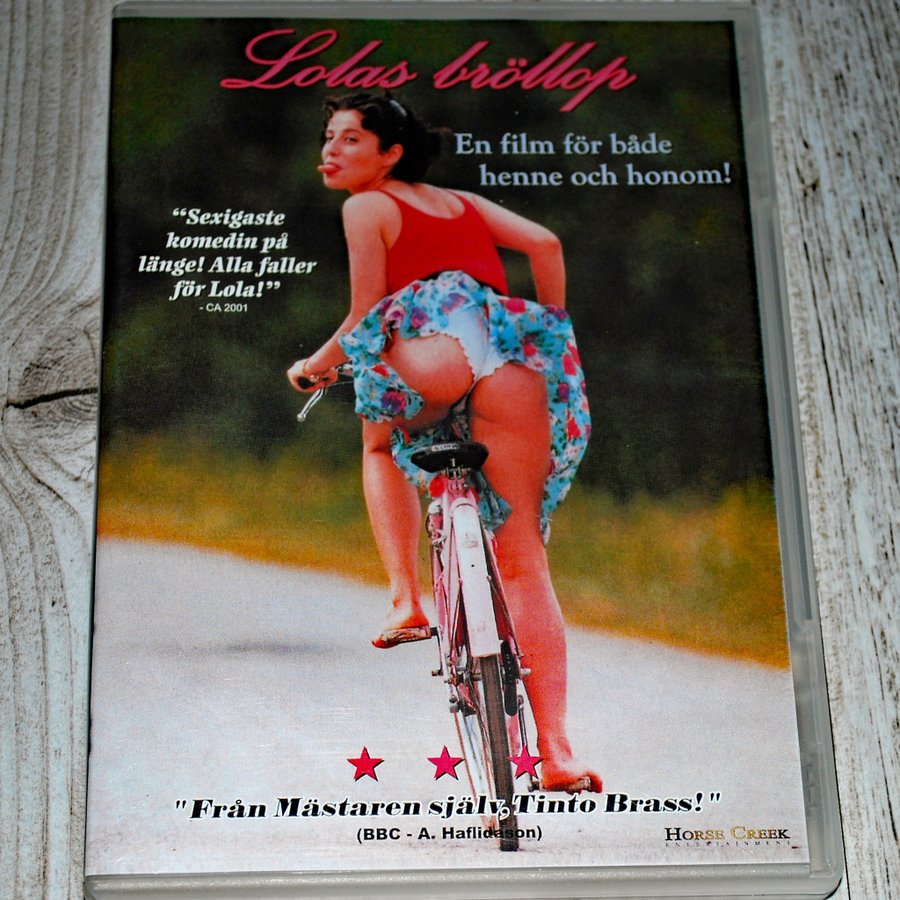 Lolas bröllop
En film för både
henne och honom!
“Sexigaste
komedin på
länge! Alla faller
för Lola!”
- CA 2001
"Från Mästaren själv, Tinto Brass!"
(BBC - A. Haflidason)
HORSE CREEK
ENTERTAINMENT